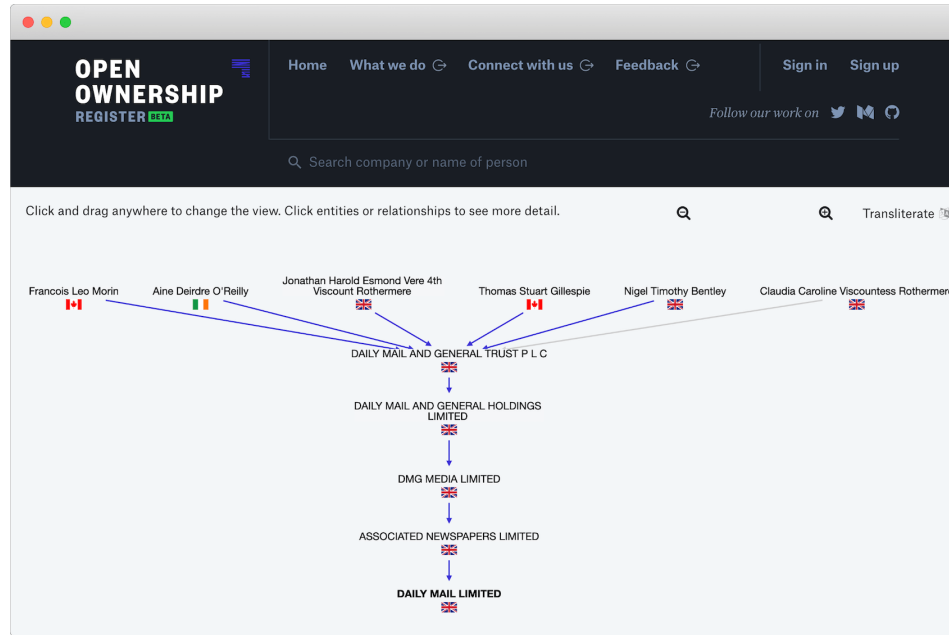 OPEN
OWNERSHIP
REGISTER BETA
Home What we do Connect with us Feedback Sign in Sign up
Follow our work on
Search company or name of person
Click and drag anywhere to change the view. Click entities or relationships to see more detail.
Transliterate
Francois Leo Morin
Aine Deirdre O'Reilly
Jonathan Harold Esmond Vere 4th
Viscount Rothermere
Thomas Stuart Gillespie
Nigel Timothy Bentley
Claudia Caroline Viscountess Rothermere
DAILY MAIL AND GENERAL TRUST P L C
DAILY MAIL AND GENERAL HOLDINGS
LIMITED
DMG MEDIA LIMITED
ASSOCIATED NEWSPAPERS LIMITED
DAILY MAIL LIMITED